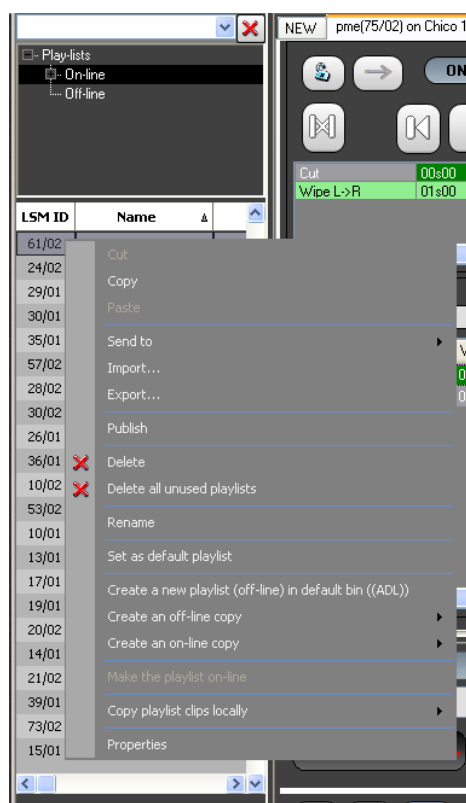 NEW pme(75/02) on Chico 1
Play-lists
On-line
Off-line
ON
Cut 00s00
Wipe L->R 01s00
LSM ID Name
61/02
24/02
29/01
30/01
35/01
57/02
28/02
30/02
26/01
36/01
10/02
53/02
10/01
13/01
17/01
19/01
20/02
14/01
21/02
39/01
73/02
15/01
Cut
Copy
Paste
Send to
Import...
Export...
Publish
Delete
Delete all unused playlists
Rename
Set as default playlist
Create a new playlist (off-line) in default bin ((ADL))
Create an off-line copy
Create an on-line copy
Make the playlist on-line
Copy playlist clips locally
Properties